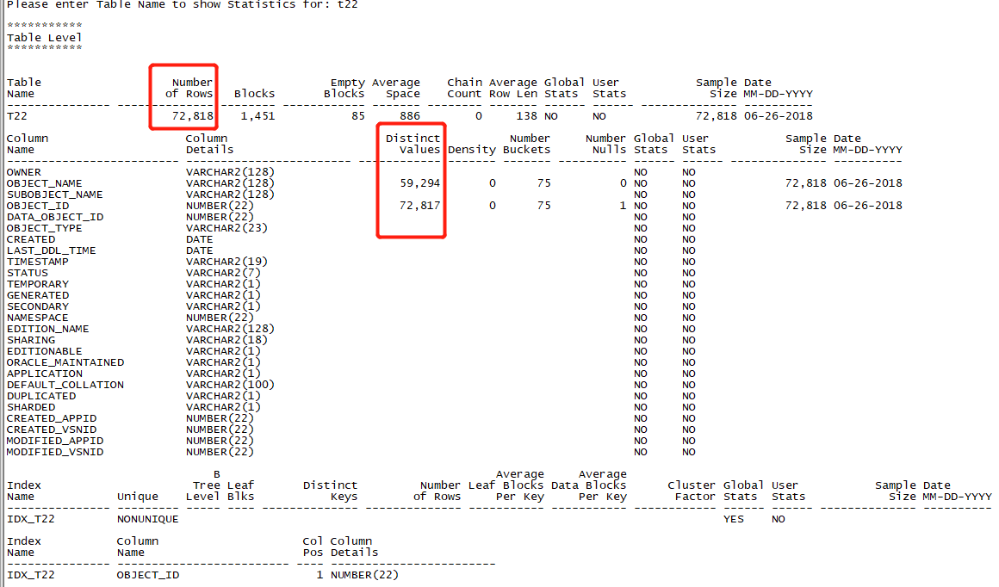 Please enter Table Name to show Statistics for: t22
***********
Table Level
***********
Table Number Empty Average Chain Average Global User Sample Date
Name of Rows Blocks Blocks Space Count Row Len Stats Stats Size MM-DD-YYYY
--------------- -------------- --------------- ------------ ------- -------- ------- ------ ------ -------------- ----------
T22 72,818 1,451 85 886 0 138 NO NO 72,818 06-26-2018
Column Column Distinct Number Number Global User Sample Date
Name Details Values Density Buckets Nulls Stats Stats Size MM-DD-YYYY
------------------------- ------------------------ ------------ ------- ------- ---------- ------ ------ -------------- ----------
OWNER VARCHAR2(128) NO NO
OBJECT_NAME VARCHAR2(128) 59,294 0 75 0 NO NO 72,818 06-26-2018
SUBOBJECT_NAME VARCHAR2(128) NO NO
OBJECT_ID NUMBER(22) 72,817 0 75 1 NO NO 72,818 06-26-2018
DATA_OBJECT_ID NUMBER(22) NO NO
OBJECT_TYPE VARCHAR2(23) NO NO
CREATED DATE NO NO
LAST_DDL_TIME DATE NO NO
TIMESTAMP VARCHAR2(19) NO NO
STATUS VARCHAR2(7) NO NO
TEMPORARY VARCHAR2(1) NO NO
GENERATED VARCHAR2(1) NO NO
SECONDARY VARCHAR2(1) NO NO
NAMESPACE NUMBER(22) NO NO
EDITION_NAME VARCHAR2(128) NO NO
SHARING VARCHAR2(18) NO NO
EDITIONABLE VARCHAR2(1) NO NO
ORACLE_MAINTAINED VARCHAR2(1) NO NO
APPLICATION VARCHAR2(1) NO NO
DEFAULT_COLLATION VARCHAR2(100) NO NO
DUPLICATED VARCHAR2(1) NO NO
SHARDED VARCHAR2(1) NO NO
CREATED_APPID NUMBER(22) NO NO
CREATED_VSNID NUMBER(22) NO NO
MODIFIED_APPID NUMBER(22) NO NO
MODIFIED_VSNID NUMBER(22) NO NO
B Average Average
Index Tree Leaf Distinct Number Leaf Blocks Data Blocks Cluster Global User Sample Date
Name Unique Level Blks Keys of Rows Per Key Per Key Factor Stats Stats Size MM-DD-YYYY
--------------- --------- ----- ---- -------------- -------------- ----------- ----------- ------------ ------ ------ -------------- ----------
IDX_T22 NONUNIQUE YES NO
Index Column Col Column
Name Name Pos Details
--------------- ------------------------- ---- ------------------------
IDX_T22 OBJECT_ID 1 NUMBER(22)